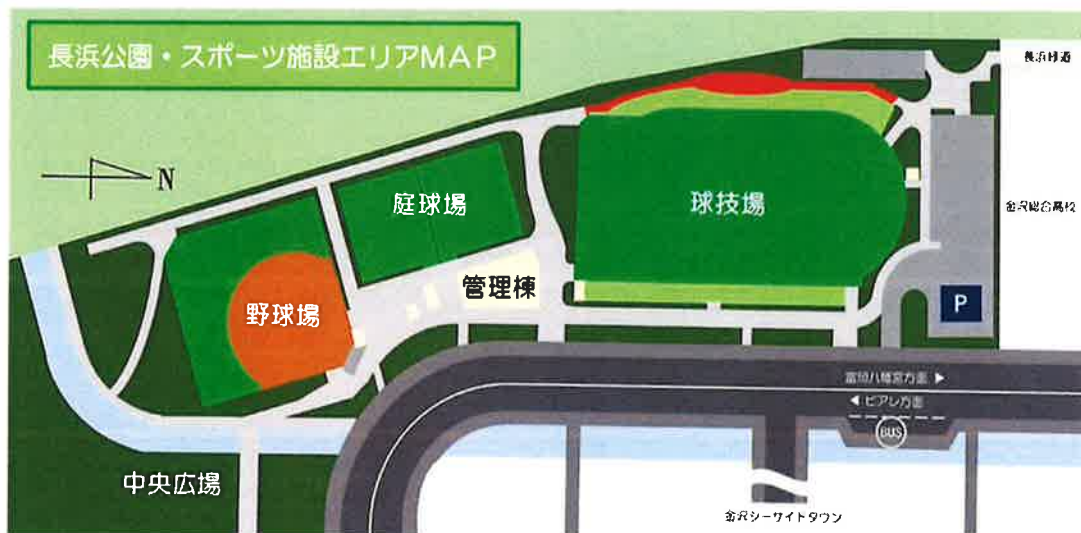 長浜公園・スポーツ施設エリアMAP
長浜緑道
N
庭球場
球技場
金沢総合高校
管理棟
野球場
P
富岡八幡宮方面 ▶
◀ ピアレ方面
BUS
中央広場
金沢シーサイドタウン